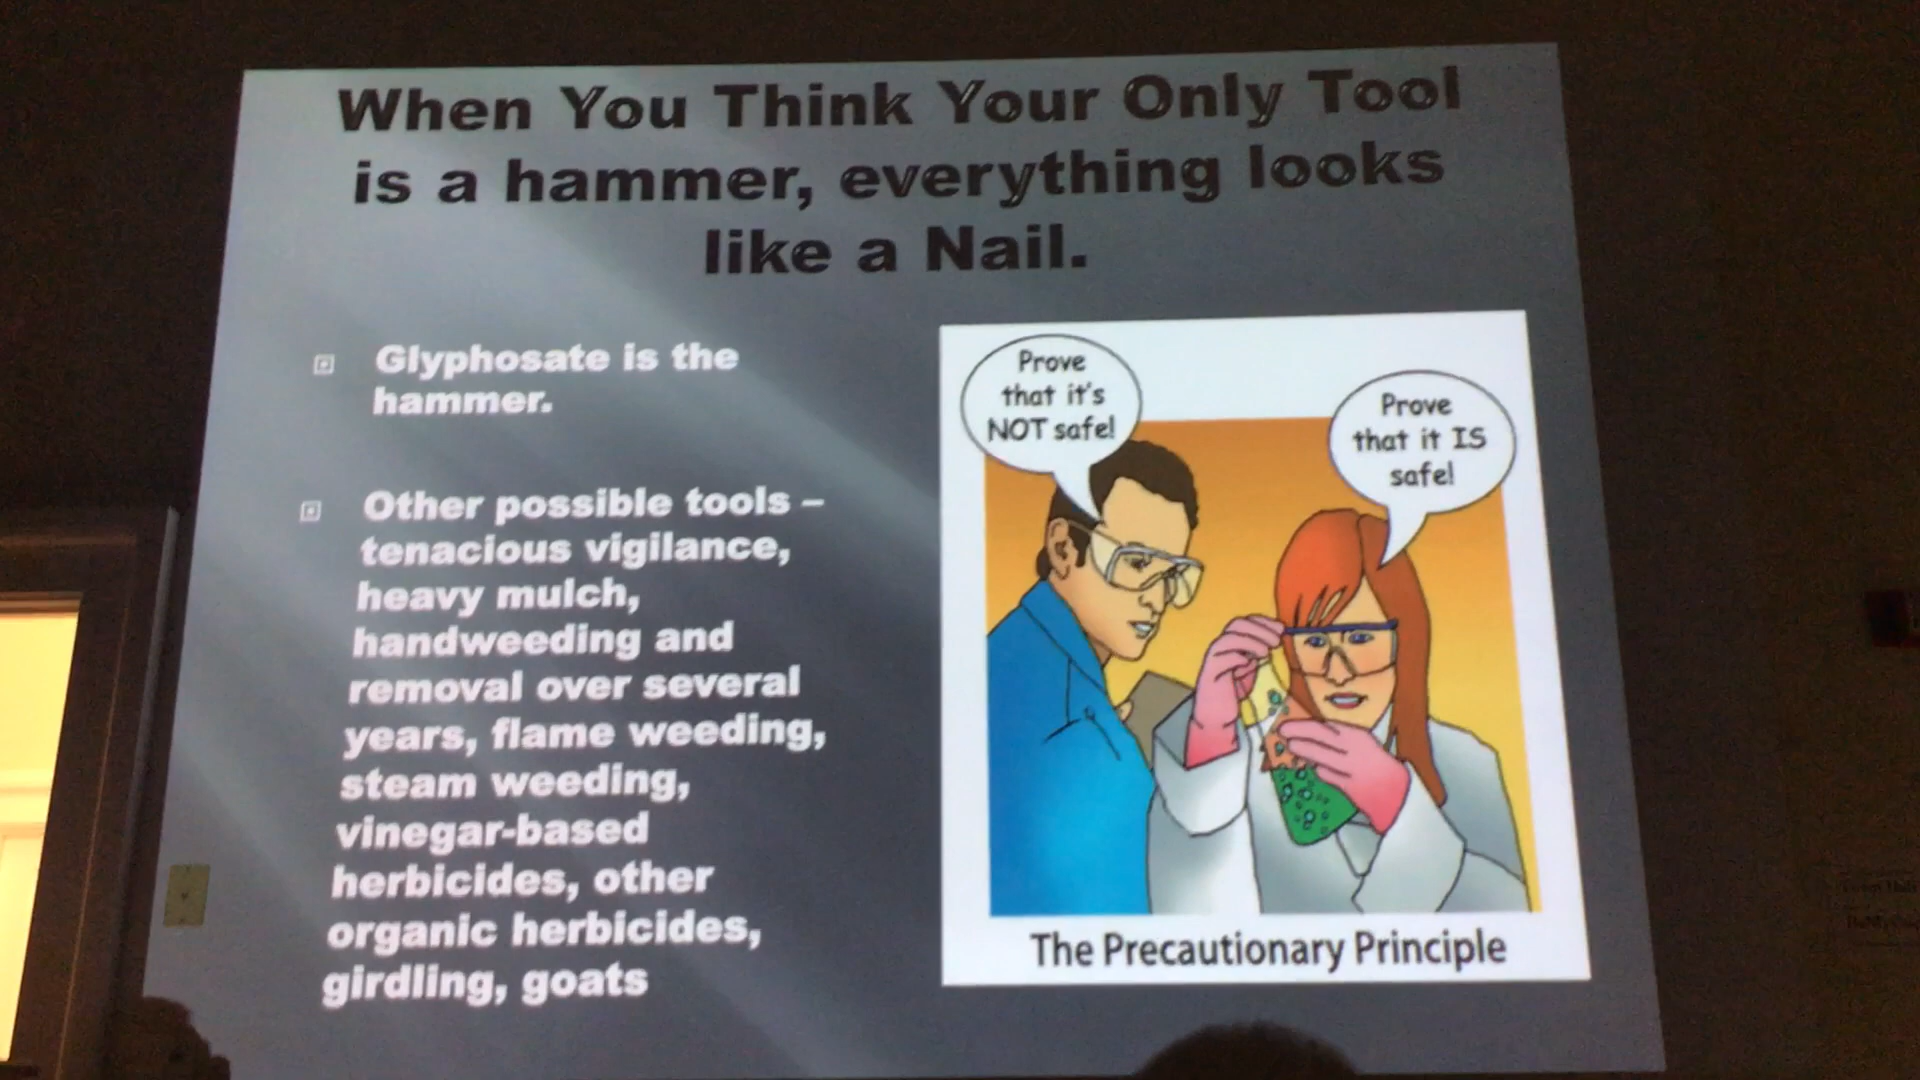 When You Think Your Only Tool
is a hammer, everything looks
like a Nail.
Glyphosate is the
hammer.
Other possible tools –
tenacious vigilance,
heavy mulch,
handweeding and
removal over several
years, flame weeding,
steam weeding,
vinegar-based
herbicides, other
organic herbicides,
girdling, goats
Prove
that it's
NOT safe!
Prove
that it IS
safe!
The Precautionary Principle